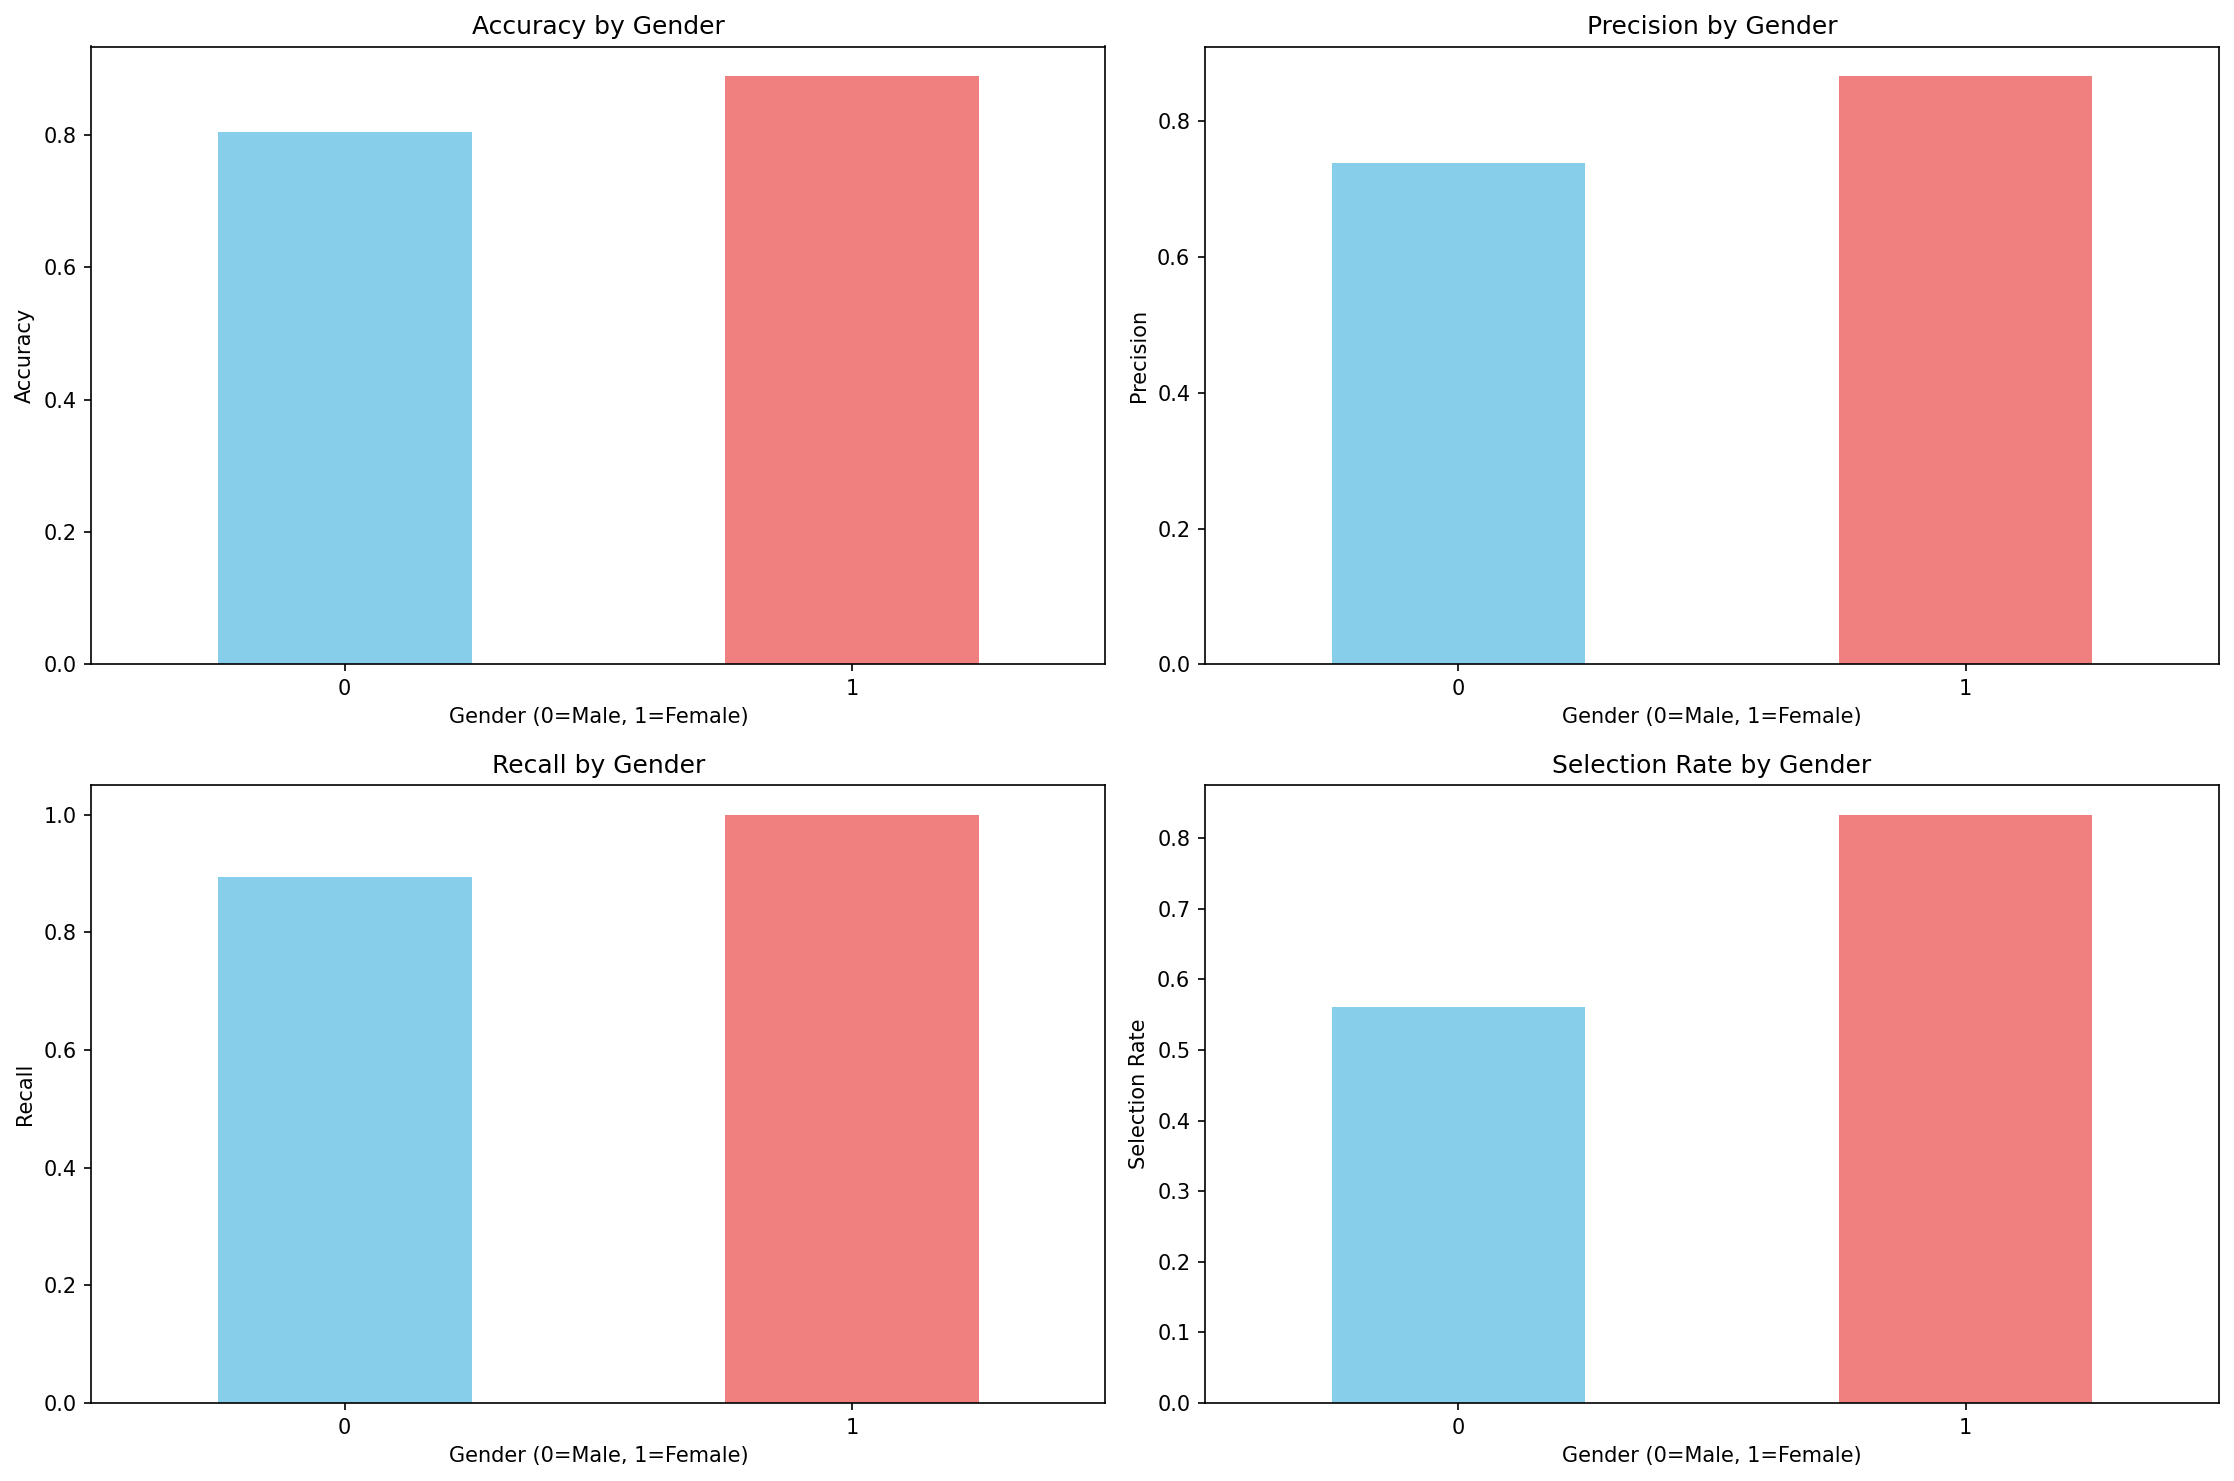 Accuracy by Gender
Accuracy
0.8
0.6
0.4
0.2
0.0
0 1
Gender (0=Male, 1=Female)
Precision by Gender
Precision
0.8
0.6
0.4
0.2
0.0
0 1
Gender (0=Male, 1=Female)
Recall by Gender
Recall
1.0
0.8
0.6
0.4
0.2
0.0
0 1
Gender (0=Male, 1=Female)
Selection Rate by Gender
Selection Rate
0.8
0.7
0.6
0.5
0.4
0.3
0.2
0.1
0.0
0 1
Gender (0=Male, 1=Female)